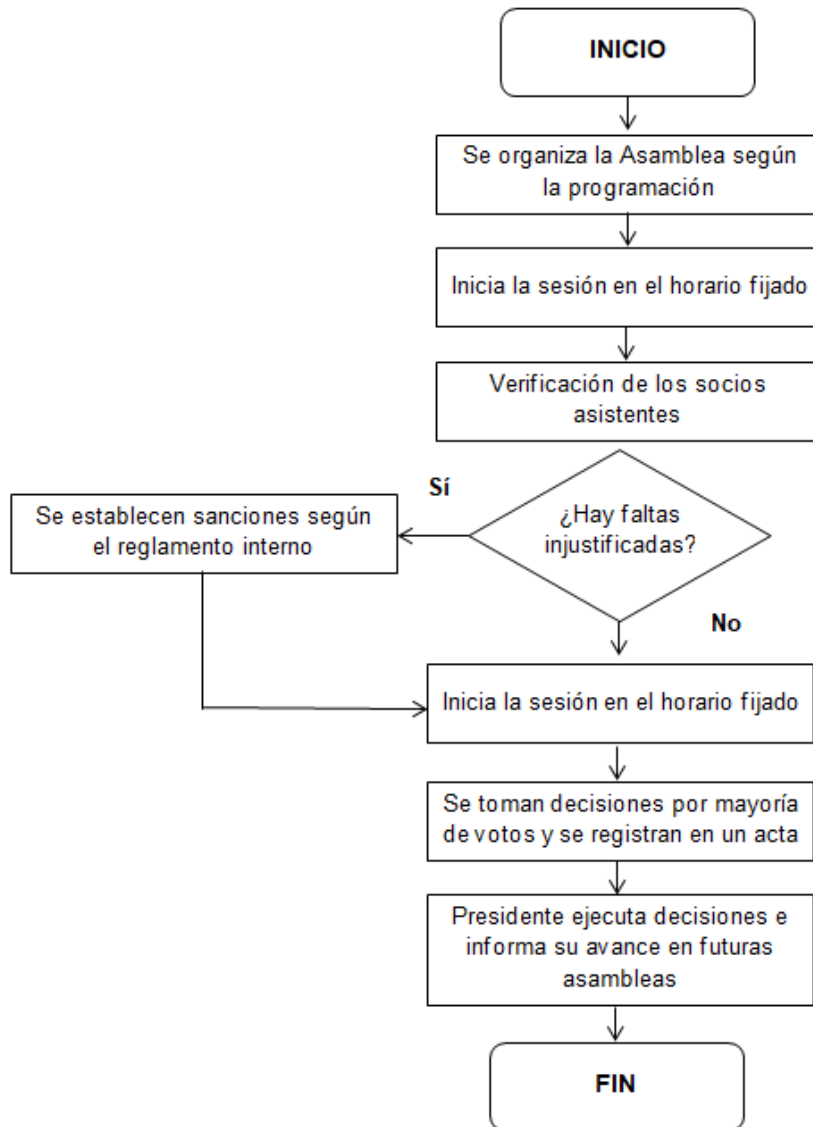 INICIO
Se organiza la Asamblea según
la programación
Inicia la sesión en el horario fijado
Verificación de los socios
asistentes
Sí
¿Hay faltas
injustificadas?
Se establecen sanciones según
el reglamento interno
No
Inicia la sesión en el horario fijado
Se toman decisiones por mayoría
de votos y se registran en un acta
Presidente ejecuta decisiones e
informa su avance en futuras
asambleas
FIN